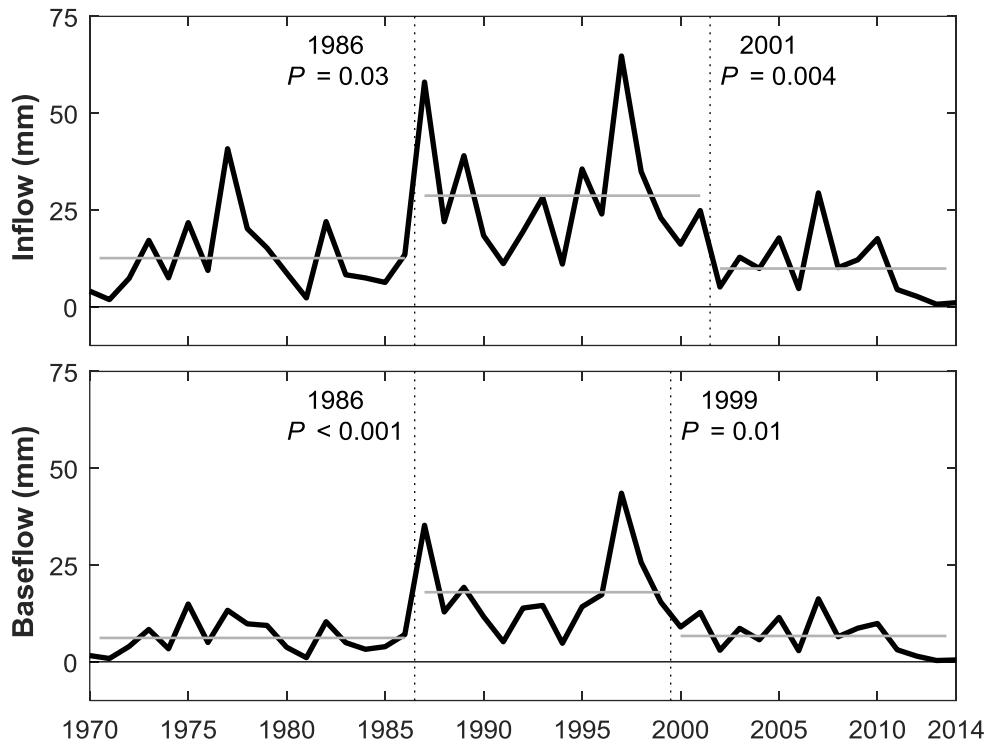 75
50
25
0
Inflow (mm)
1986
P = 0.03
2001
P = 0.004
75
50
25
0
Baseflow (mm)
1986
P < 0.001
1999
P = 0.01
1970 1975 1980 1985 1990 1995 2000 2005 2010 2014